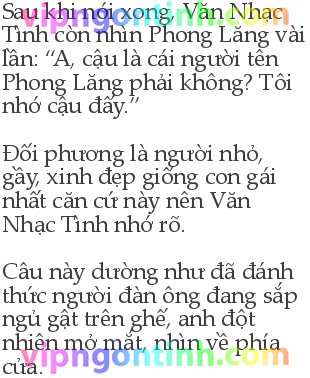 Sau khi nói xong, Văn Nhạc
Tình còn nhìn Phong Lăng vài
lần: “A, cậu là cái người tên
Phong Lăng phải không? Tôi
nhớ cậu đấy.”
Đối phương là người nhỏ,
gầy, xinh đẹp giống con gái
nhất căn cứ này nên Văn
Nhạc Tình nhớ rõ.
Câu này dường như đã đánh
thức người đàn ông đang sắp
ngủ gật trên ghế, anh đột
nhiên mở mắt, nhìn về phía
cửa.
vipngontinh.com
vipngontinh.com